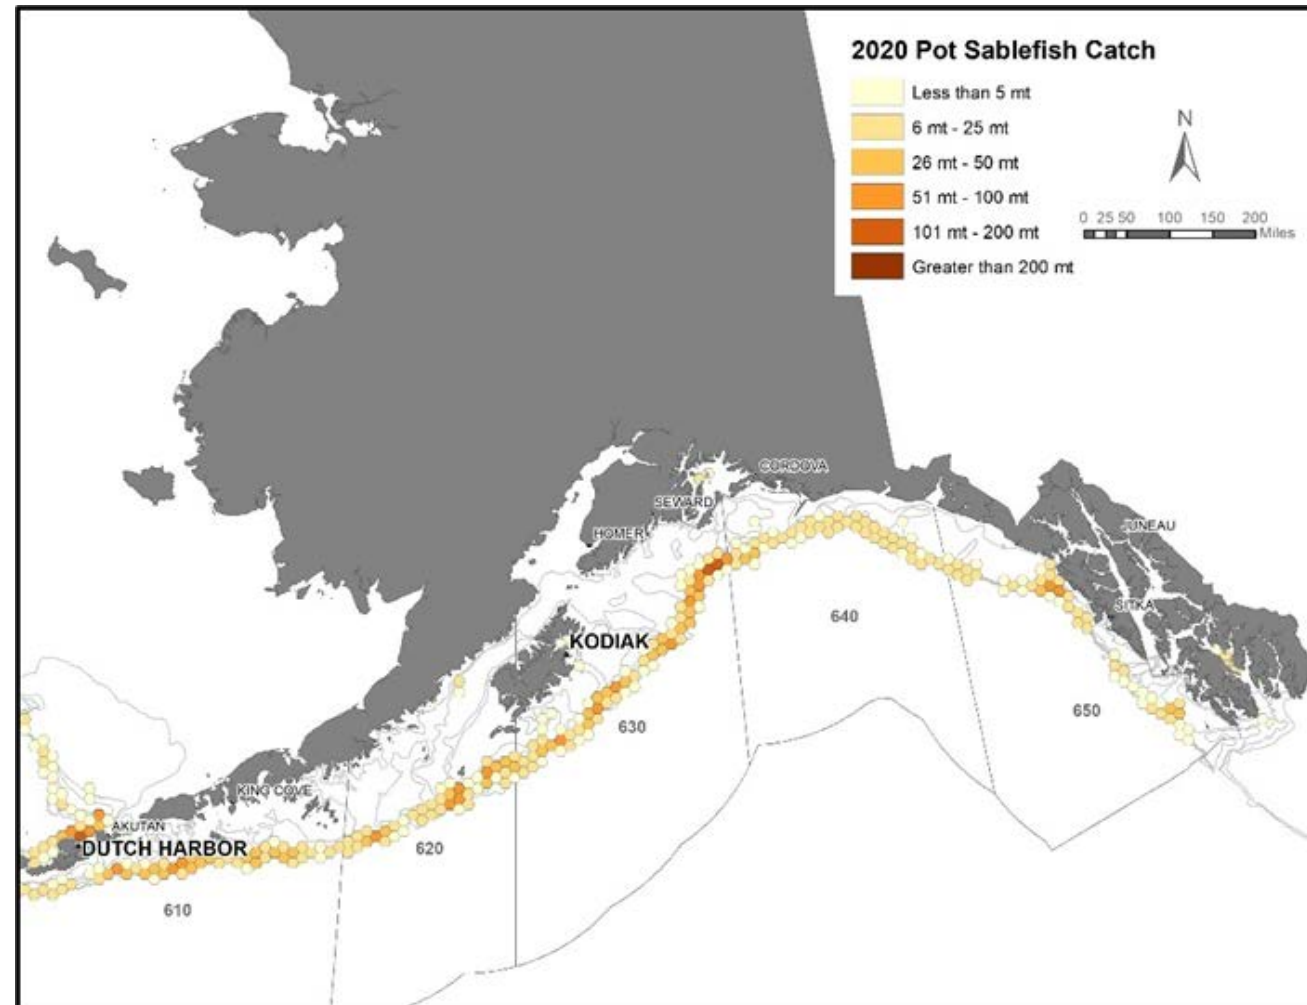 2020 Pot Sablefish Catch
Less than 5 mt
6 mt - 25 mt
26 mt - 50 mt
51 mt - 100 mt
101 mt - 200 mt
Greater than 200 mt
N
0 25 50 100 150 200
Miles
CORDOVA
SEWARD
HOMER
JUNEAU
SITKA
KODIAK
640
630
650
KING COVE
AKUTAN
DUTCH HARBOR
620
610